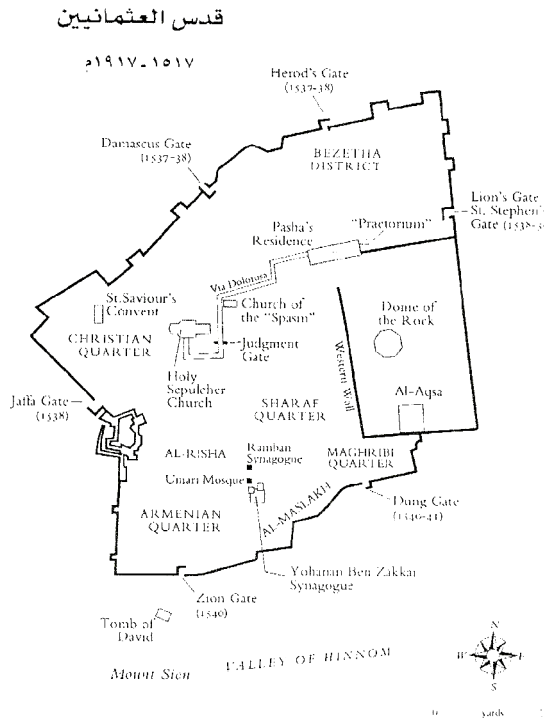 قدس العثمانيين
١٥١٧-١٩١٧م
Herod's Gate
(1537-38)
Damascus Gate
(1537-38)
BEZETHA
DISTRICT
Lion's Gate
St. Stephen's
Gate (1538-3
Pasha's
Residence
"Praetorium"
Via Dolorosa
St. Saviour's
Convent
Church of
the "Spasm"
Dome of
the Rock
CHRISTIAN
QUARTER
Judgment
Gate
Holy
Sepulcher
Church
Western Wall
Jaffa Gate
(1538)
SHARAF
QUARTER
Al-Aqsa
AL-RISHA
Ramban
Synagogue
MAGHRIBI
QUARTER
Umari Mosque
ARMENIAN
QUARTER
AL-MASLAKH
Dung Gate
(1540-41)
Yohanan Ben Zakkai
Synagogue
Zion Gate
(1540)
Tomb of
David
Mount Sion
VALLEY OF HINNOM
N
W
E
S
yards